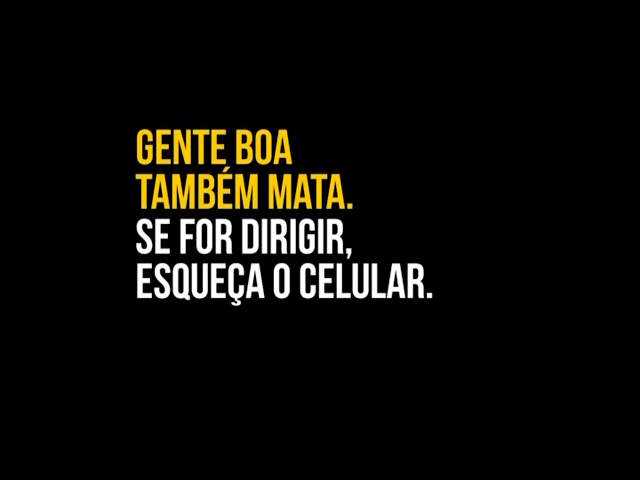 GENTE BOA
TAMBÉM MATA.
SE FOR DIRIGIR,
ESQUEÇA O CELULAR.